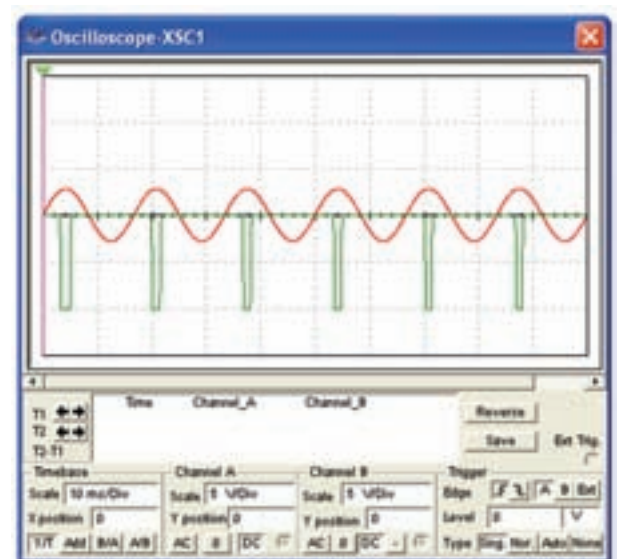 Oscilloscope-XSC1
Time Channel_A Channel_B
T1
T2
T2-T1
Reverse
Save
Ext Trig.
Timebase
Scale 10 ms/Div
X position 0
Y/T Add B/A A/B
Channel A
Scale 5 V/Div
Y position 0
AC 0 DC
Channel B
Scale 5 V/Div
Y position 0
AC 0 DC -
Trigger
Edge A B Ext
Level 0 V
Type Sing. Nor. Auto None